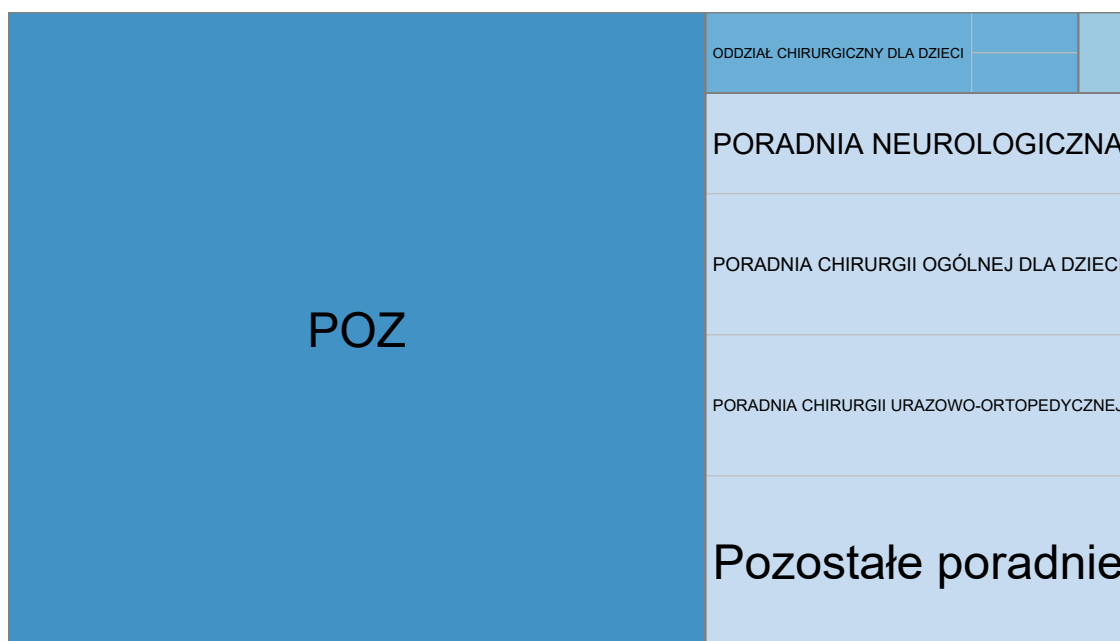 POZ
ODDZIAŁ CHIRURGICZNY DLA DZIECI
PORADNIA NEUROLOGICZNA
PORADNIA CHIRURGII OGÓLNEJ DLA DZIECI
PORADNIA CHIRURGII URAZOWO-ORTOPEDYCZNEJ
Pozostałe poradnie